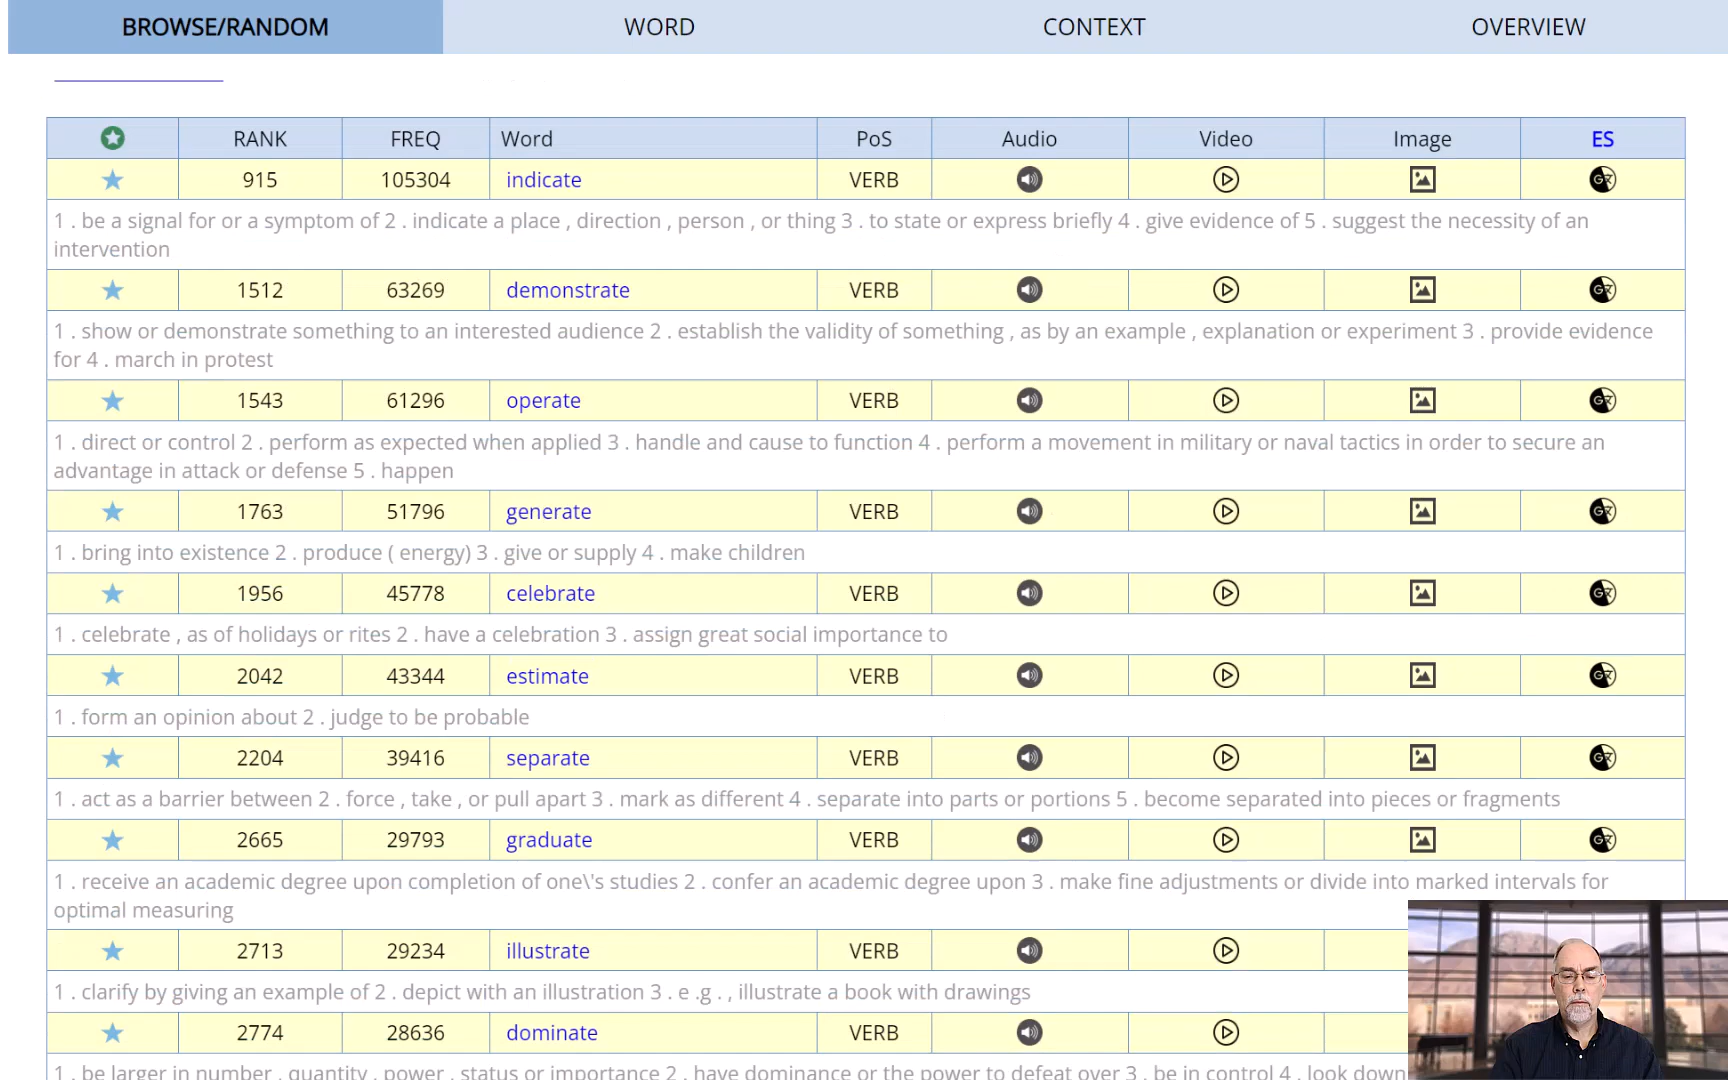 BROWSE/RANDOM WORD CONTEXT OVERVIEW
RANK FREQ Word PoS Audio Video Image ES
915 105304 indicate VERB
1 . be a signal for or a symptom of 2 . indicate a place , direction , person , or thing 3 . to state or express briefly 4 . give evidence of 5 . suggest the necessity of an
intervention
1512 63269 demonstrate VERB
1 . show or demonstrate something to an interested audience 2 . establish the validity of something , as by an example , explanation or experiment 3 . provide evidence
for 4 . march in protest
1543 61296 operate VERB
1 . direct or control 2 . perform as expected when applied 3 . handle and cause to function 4 . perform a movement in military or naval tactics in order to secure an
advantage in attack or defense 5 . happen
1763 51796 generate VERB
1 . bring into existence 2 . produce ( energy) 3 . give or supply 4 . make children
1956 45778 celebrate VERB
1 . celebrate , as of holidays or rites 2 . have a celebration 3 . assign great social importance to
2042 43344 estimate VERB
1 . form an opinion about 2 . judge to be probable
2204 39416 separate VERB
1 . act as a barrier between 2 . force , take , or pull apart 3 . mark as different 4 . separate into parts or portions 5 . become separated into pieces or fragments
2665 29793 graduate VERB
1 . receive an academic degree upon completion of one\'s studies 2 . confer an academic degree upon 3 . make fine adjustments or divide into marked intervals for
optimal measuring
2713 29234 illustrate VERB
1 . clarify by giving an example of 2 . depict with an illustration 3 . e .g . , illustrate a book with drawings
2774 28636 dominate VERB
1 . be larger in number , quantity , power , status or importance 2 . have dominance or the power to defeat over 3 . be in control 4 . look down